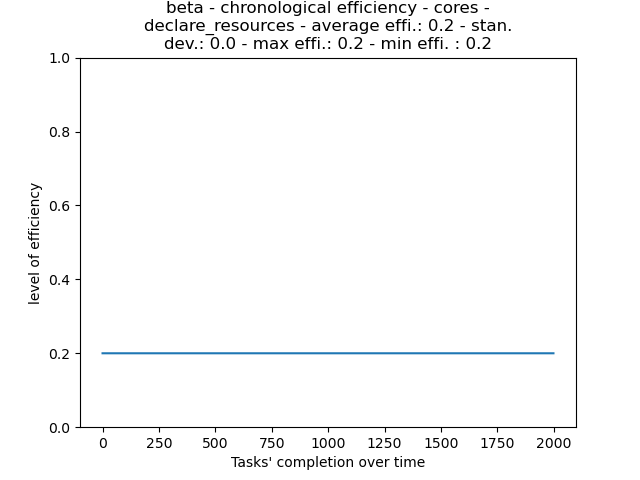 beta - chronological efficiency - cores -
declare_resources - average effi.: 0.2 - stan.
dev.: 0.0 - max effi.: 0.2 - min effi. : 0.2
1.0
0.8
0.6
0.4
0.2
0.0
level of efficiency
0 250 500 750 1000 1250 1500 1750 2000
Tasks' completion over time